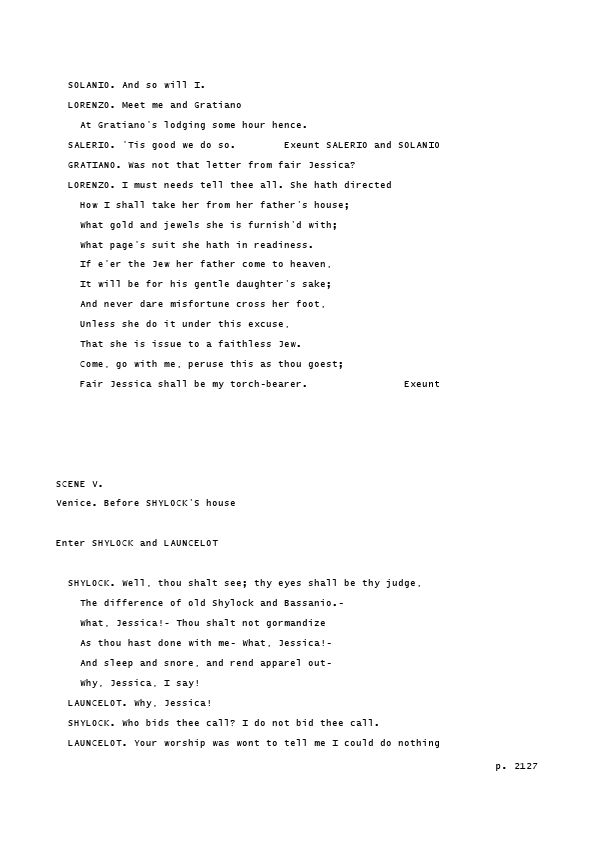 SOLANIO. And so will I.
LORENZO. Meet me and Gratiano
At Gratiano's lodging some hour hence.
SALERIO. 'Tis good we do so. Exeunt SALERIO and SOLANIO
GRATIANO. Was not that letter from fair Jessica?
LORENZO. I must needs tell thee all. She hath directed
How I shall take her from her father's house;
What gold and jewels she is furnish'd with;
What page's suit she hath in readiness.
If e'er the Jew her father come to heaven,
It will be for his gentle daughter's sake;
And never dare misfortune cross her foot,
Unless she do it under this excuse,
That she is issue to a faithless Jew.
Come, go with me, peruse this as thou goest;
Fair Jessica shall be my torch-bearer. Exeunt
SCENE V.
Venice. Before SHYLOCK'S house
Enter SHYLOCK and LAUNCELOT
SHYLOCK. Well, thou shalt see; thy eyes shall be thy judge,
The difference of old Shylock and Bassanio.-
What, Jessica!- Thou shalt not gormandize
As thou hast done with me- What, Jessica!-
And sleep and snore, and rend apparel out-
Why, Jessica, I say!
LAUNCELOT. Why, Jessica!
SHYLOCK. Who bids thee call? I do not bid thee call.
LAUNCELOT. Your worship was wont to tell me I could do nothing
p. 2127